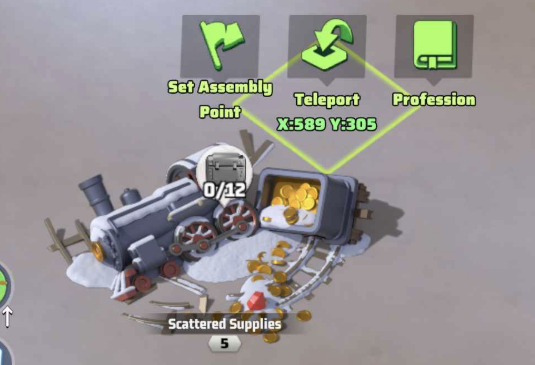 Set Assembly
Point
Teleport
X:589 Y:305
Profession
0/12
Scattered Supplies
5